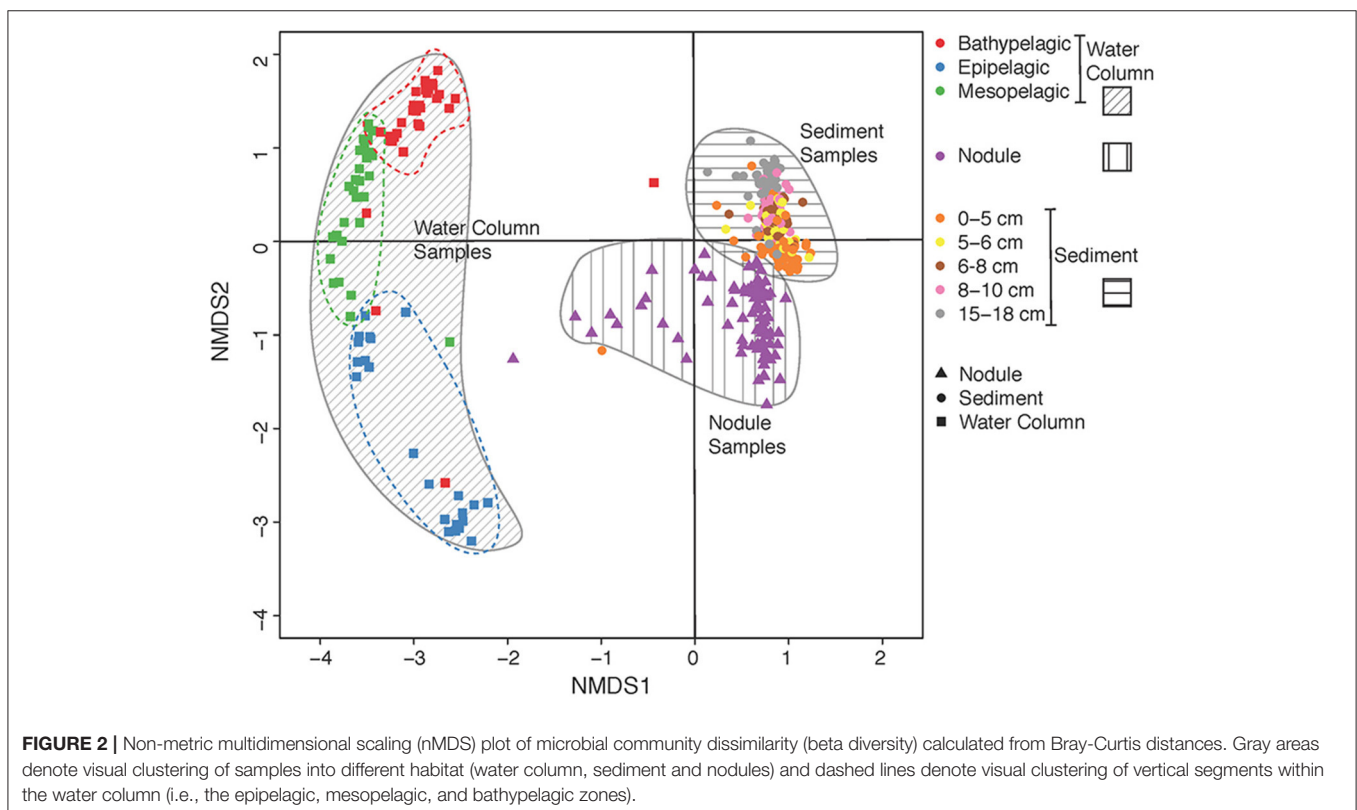 Bathypelagic
Epipelagic
Mesopelagic
Water
Column
Nodule
0–5 cm
5–6 cm
6-8 cm
8–10 cm
15–18 cm
Sediment
Nodule
Sediment
Water Column
Sediment
Samples
Water Column
Samples
Nodule
Samples
2
1
0
−1
−2
−3
−4
NMDS2
−4 −3 −2 −1 0 1 2
NMDS1
FIGURE 2 | Non-metric multidimensional scaling (nMDS) plot of microbial community dissimilarity (beta diversity) calculated from Bray-Curtis distances. Gray areas
denote visual clustering of samples into different habitat (water column, sediment and nodules) and dashed lines denote visual clustering of vertical segments within
the water column (i.e., the epipelagic, mesopelagic, and bathypelagic zones).